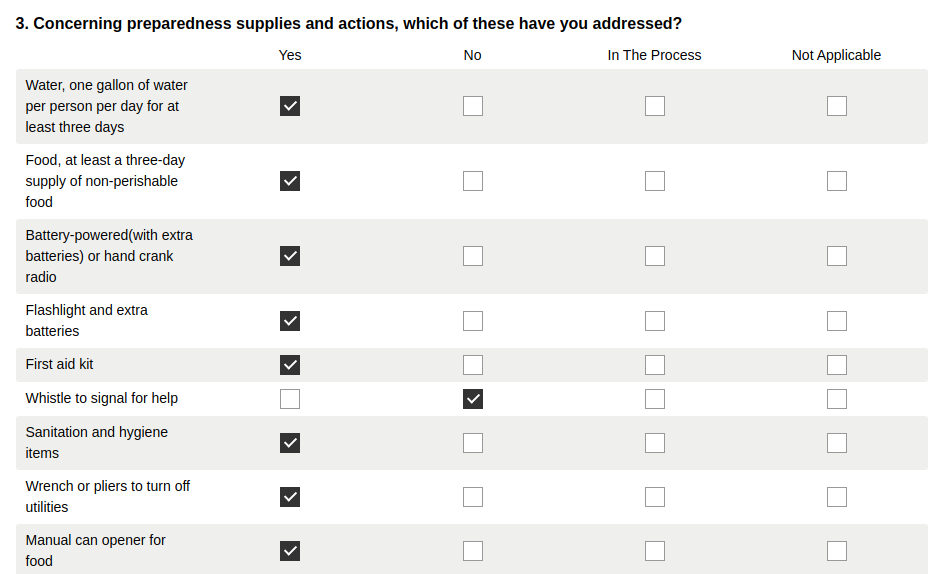 3. Concerning preparedness supplies and actions, which of these have you addressed?
Yes No In The Process Not Applicable
Water, one gallon of water
per person per day for at
least three days
Food, at least a three-day
supply of non-perishable
food
Battery-powered(with extra
batteries) or hand crank
radio
Flashlight and extra
batteries
First aid kit
Whistle to signal for help
Sanitation and hygiene
items
Wrench or pliers to turn off
utilities
Manual can opener for
food